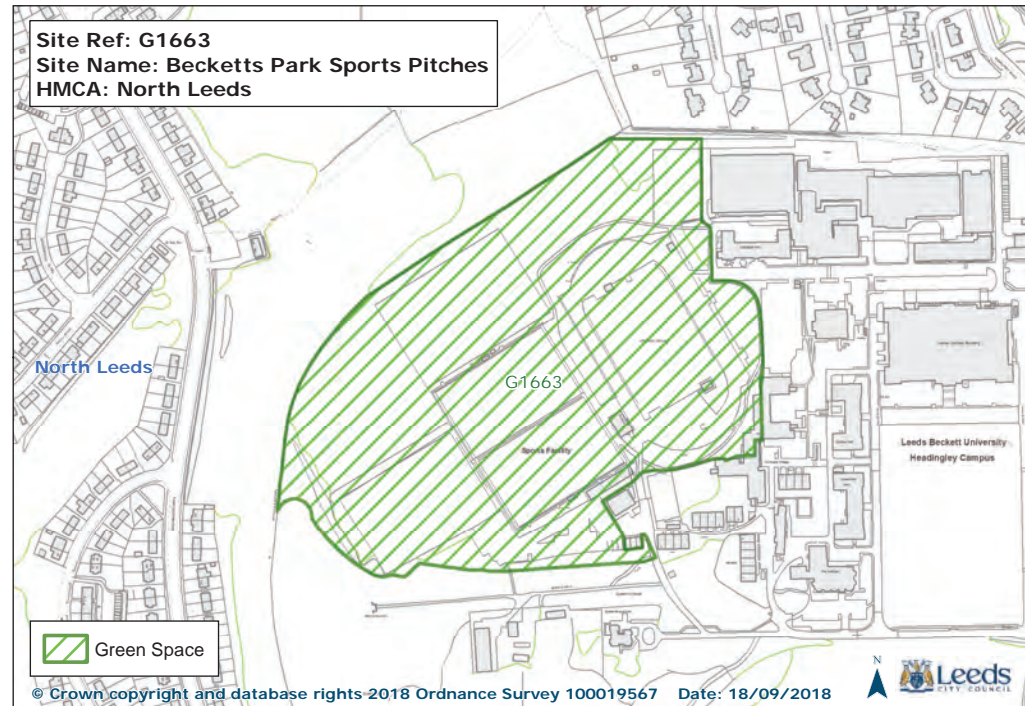 Site Ref: G1663
Site Name: Becketts Park Sports Pitches
HMCA: North Leeds
North Leeds
G1663
Sports Facility
Leeds Beckett University
Headingley Campus
Green Space
N
© Crown copyright and database rights 2018 Ordnance Survey 100019567 Date: 18/09/2018
Leeds
CITY COUNCIL